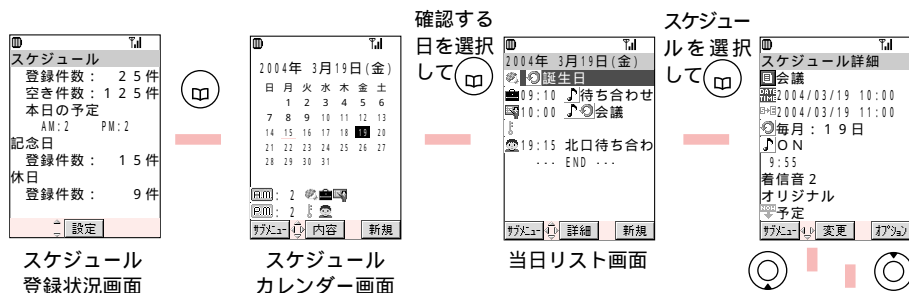 スケジュール
登録件数： 25件
空き件数：125件
本日の予定
AM:2 PM:2
記念日
登録件数： 15件
休日
登録件数： 9件
設定
スケジュール
登録状況画面
2004年 3月19日(金)
日 月 火 水 木 金 土
1 2 3 4 5 6
7 8 9 10 11 12 13
14 15 16 17 18 19 20
21 22 23 24 25 26 27
28 29 30 31
A.M.: 2
P.M.: 2
サブメニュー 内容 新規
スケジュール
カレンダー画面
確認する
日を選択
して
2004年 3月19日(金)
誕生日
09:10 待ち合わせ
10:00 会議
19:15 北口待ち合わ
--- END ---
サブメニュー 詳細 新規
当日リスト画面
スケジュー
ルを選択
して
スケジュール詳細
会議
2004/03/19 10:00
2004/03/19 11:00
毎月：19日
ON
9:55
着信音2
オリジナル
予定
サブメニュー 変更 オプション